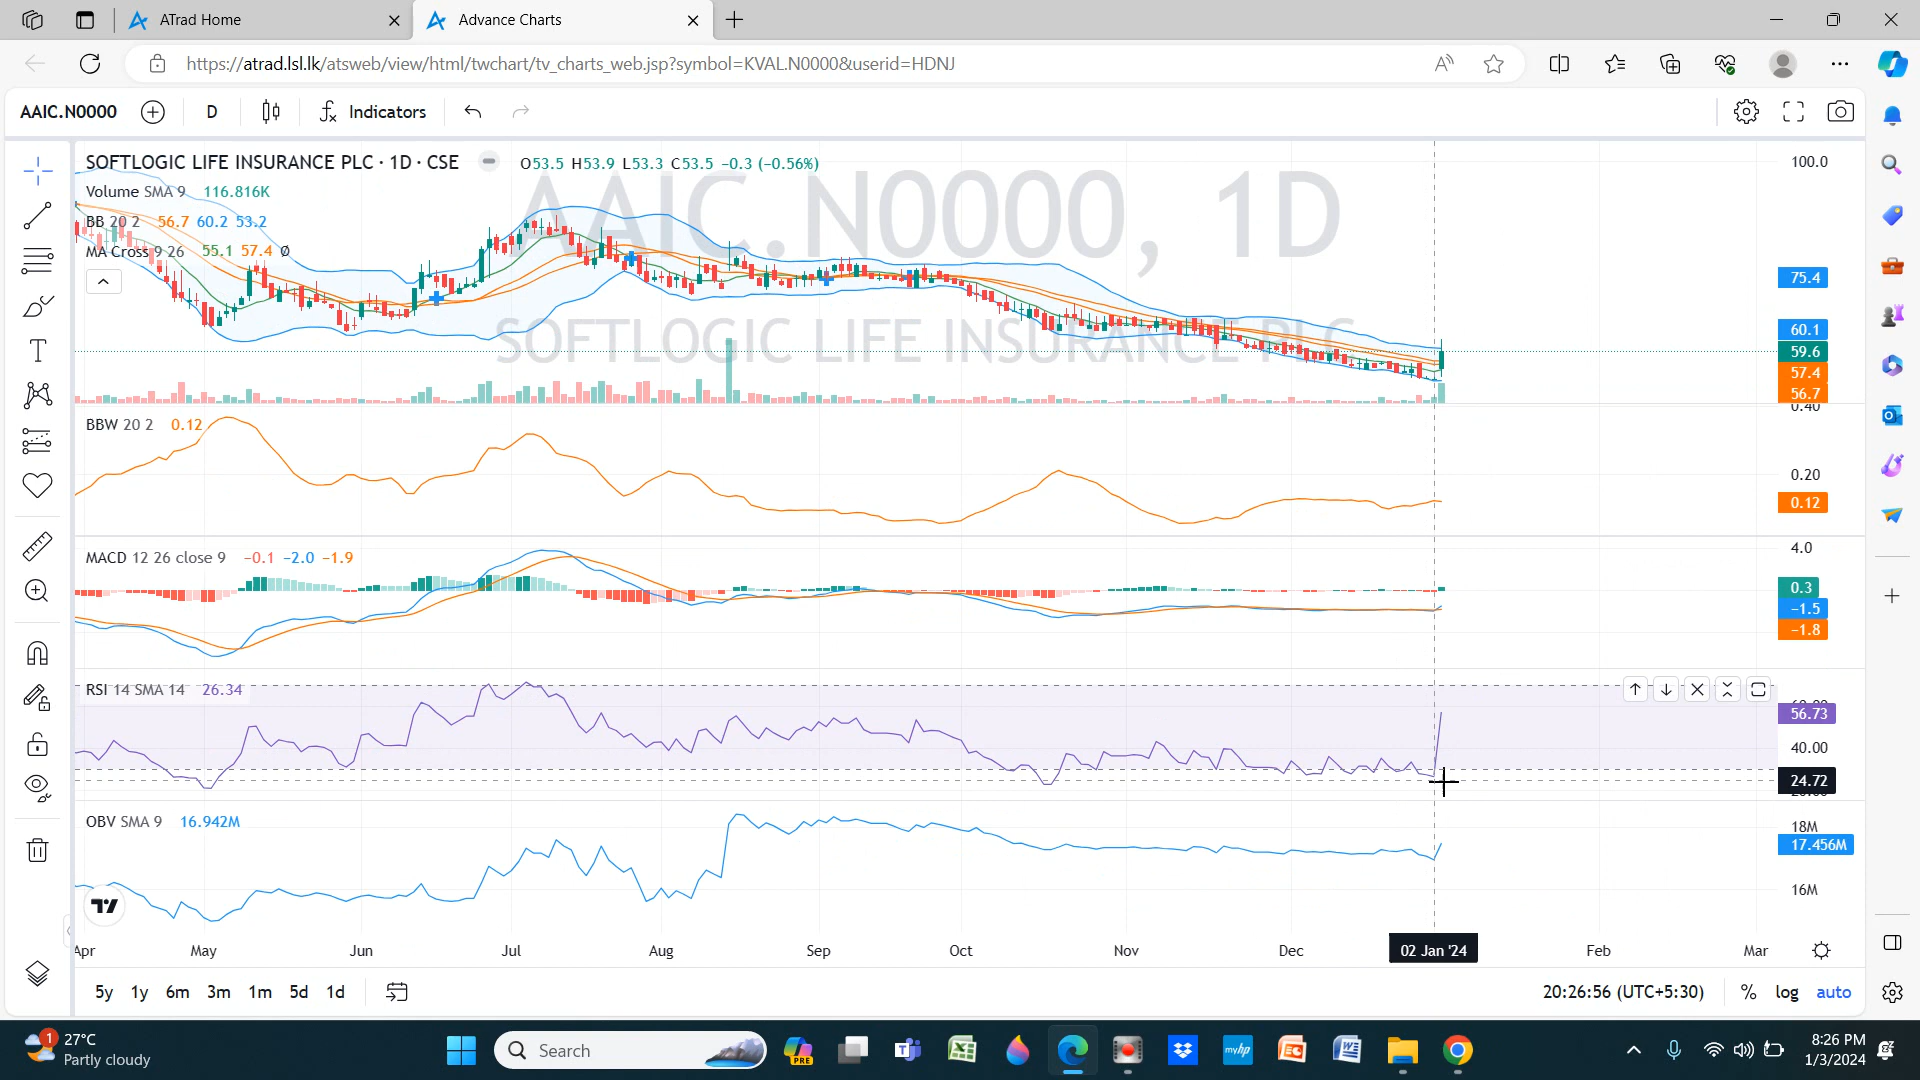 ATrad Home
Advance Charts
https://atrad.lsl.lk/atsweb/view/html/twchart/tv_charts_web.jsp?symbol=KVAL.N0000&userid=HDNJ
AAIC.N0000
D
Indicators
SOFTLOGIC LIFE INSURANCE PLC · 1D · CSE
O53.5 H53.9 L53.3 C53.5 −0.3 (−0.56%)
100.0
Volume SMA 9 116.816K
BB 20 2 56.7 60.2 53.2
MA Cross 9 26 55.1 57.4 Ø
AAIC.N0000, 1D
SOFTLOGIC LIFE INSURANCE PLC
75.4
60.1
59.6
57.4
56.7
0.40
BBW 20 2 0.12
0.20
0.12
MACD 12 26 close 9 −0.1 −2.0 −1.9
4.0
0.3
−1.5
−1.8
RSI 14 SMA 14 26.34
56.73
40.00
24.72
OBV SMA 9 16.942M
18M
17.456M
16M
Apr May Jun Jul Aug Sep Oct Nov Dec 02 Jan '24 Feb Mar
5y 1y 6m 3m 1m 5d 1d
20:26:56 (UTC+5:30)
% log auto
1
27°C
Partly cloudy
Search
PRE
myhp
8:26 PM
1/3/2024